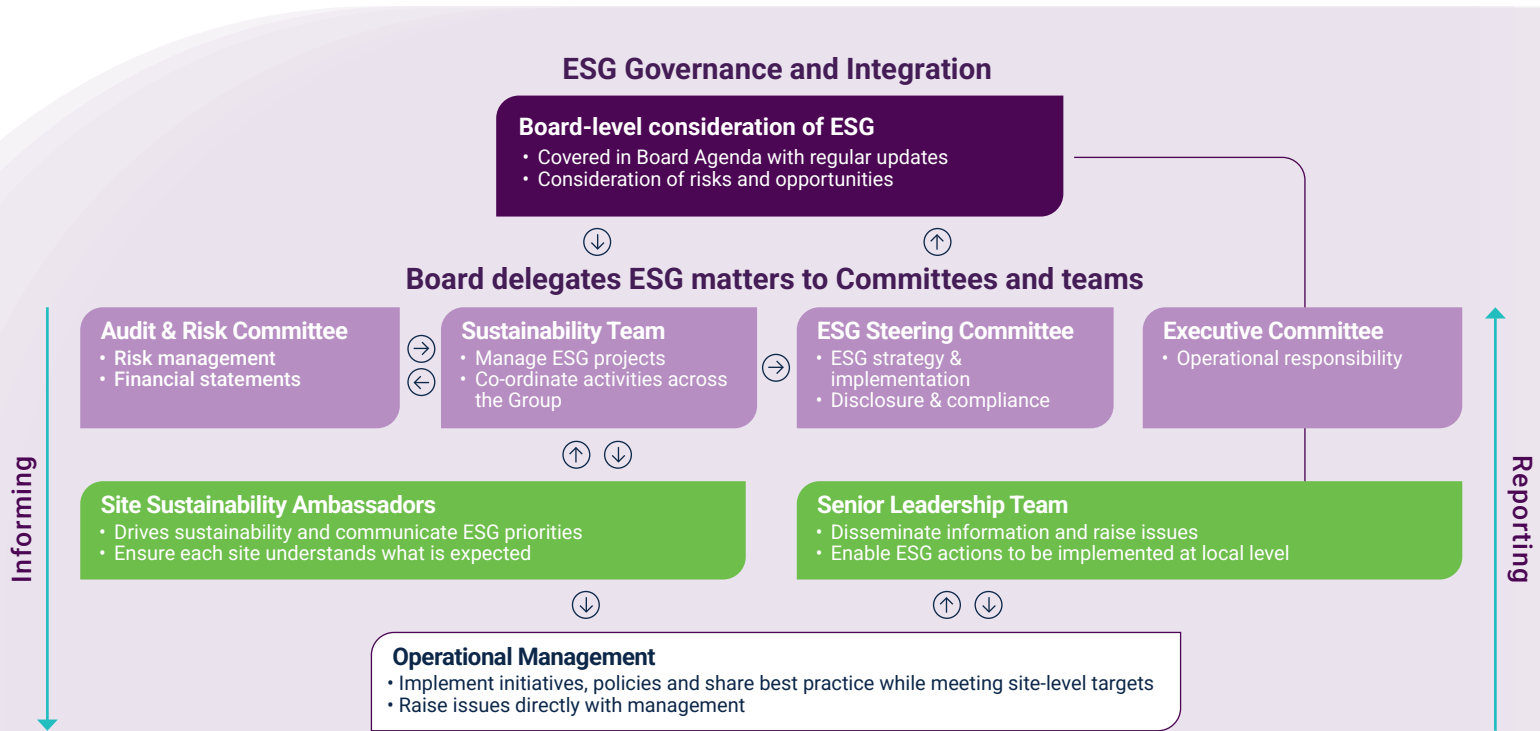 ESG Governance and Integration
Board-level consideration of ESG
• Covered in Board Agenda with regular updates
• Consideration of risks and opportunities
Board delegates ESG matters to Committees and teams
Audit & Risk Committee
• Risk management
• Financial statements
Sustainability Team
• Manage ESG projects
• Co-ordinate activities across
the Group
ESG Steering Committee
• ESG strategy &
implementation
• Disclosure & compliance
Executive Committee
• Operational responsibility
Informing
Reporting
Site Sustainability Ambassadors
• Drives sustainability and communicate ESG priorities
• Ensure each site understands what is expected
Senior Leadership Team
• Disseminate information and raise issues
• Enable ESG actions to be implemented at local level
Operational Management
• Implement initiatives, policies and share best practice while meeting site-level targets
• Raise issues directly with management